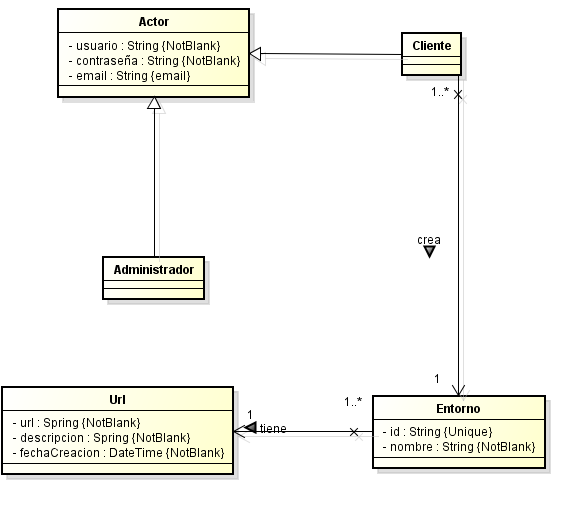 Actor
- usuario : String {NotBlank}
- contraseña : String {NotBlank}
- email : String {email}
Cliente
1..*
crea
Administrador
1
Url
- url : Spring {NotBlank}
- descripcion : Spring {NotBlank}
- fechaCreacion : DateTime {NotBlank}
1
tiene
1..*
Entorno
- id : String {Unique}
- nombre : String {NotBlank}